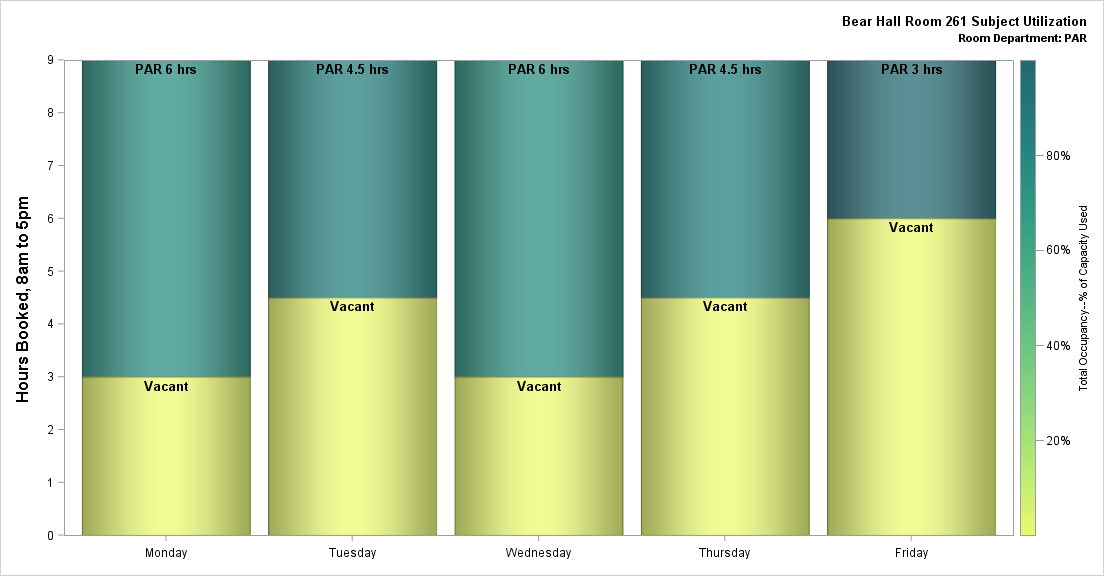 Bear Hall Room 261 Subject Utilization
Room Department: PAR
Hours Booked, 8am to 5pm
9
8
7
6
5
4
3
2
1
0
PAR 6 hrs
PAR 4.5 hrs
PAR 6 hrs
PAR 4.5 hrs
PAR 3 hrs
Vacant
Vacant
Vacant
Vacant
Vacant
Monday
Tuesday
Wednesday
Thursday
Friday
80%
60%
40%
20%
Total Occupancy--% of Capacity Used